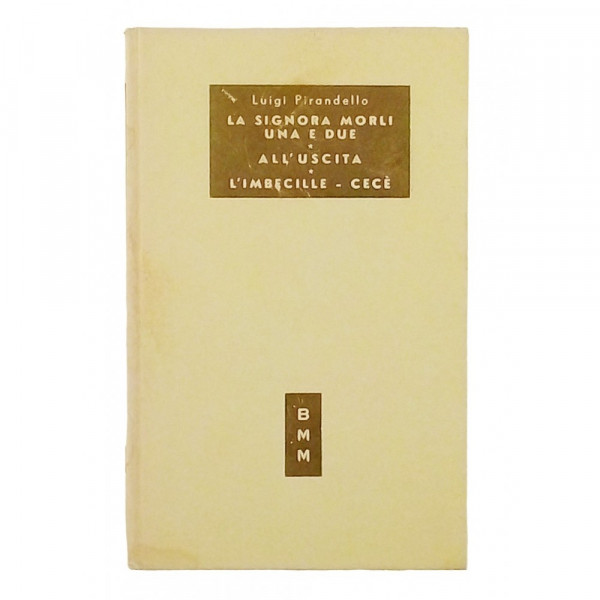 Luigi Pirandello
LA SIGNORA MORLI
UNA E DUE
*
ALL'USCITA
*
L'IMBECILLE - CECÈ
B
M
M